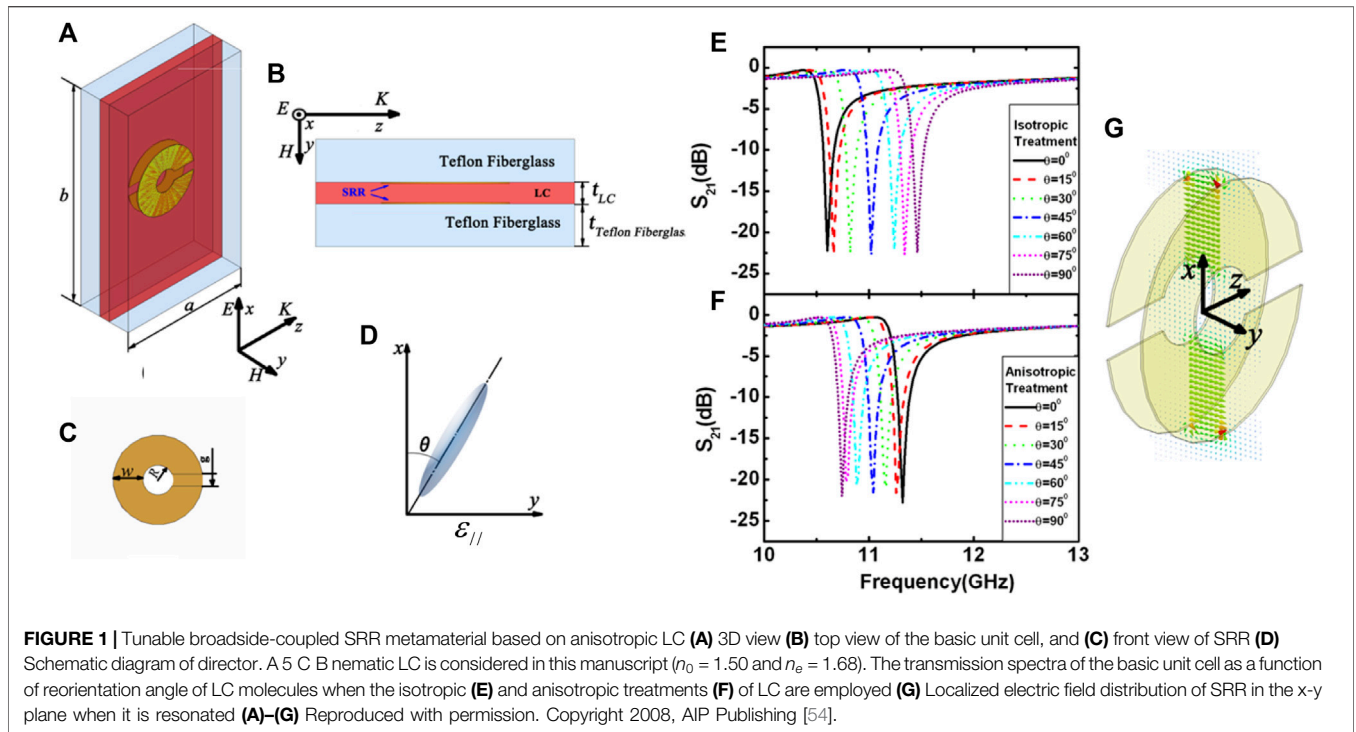 A
b
a
E
x
K
z
y
H
B
E
K
x
z
H
y
Teflon Fiberglass
SRR
LC
t LC
Teflon Fiberglass
t Teflon Fiberglas
C
w
R
g
D
x
θ
y
ε //
E
S21(dB)
0
-5
-10
-15
-20
-25
Isotropic
Treatment
θ=0°
θ=15°
θ=30°
θ=45°
θ=60°
θ=75°
θ=90°
F
S21(dB)
0
-5
-10
-15
-20
-25
Anisotropic
Treatment
θ=0°
θ=15°
θ=30°
θ=45°
θ=60°
θ=75°
θ=90°
10 11 12 13
Frequency(GHz)
G
x
z
y
FIGURE 1 | Tunable broadside-coupled SRR metamaterial based on anisotropic LC (A) 3D view (B) top view of the basic unit cell, and (C) front view of SRR (D)
Schematic diagram of director. A 5 C B nematic LC is considered in this manuscript (n0 = 1.50 and ne = 1.68). The transmission spectra of the basic unit cell as a function
of reorientation angle of LC molecules when the isotropic (E) and anisotropic treatments (F) of LC are employed (G) Localized electric field distribution of SRR in the x-y
plane when it is resonated (A)–(G) Reproduced with permission. Copyright 2008, AIP Publishing [54].